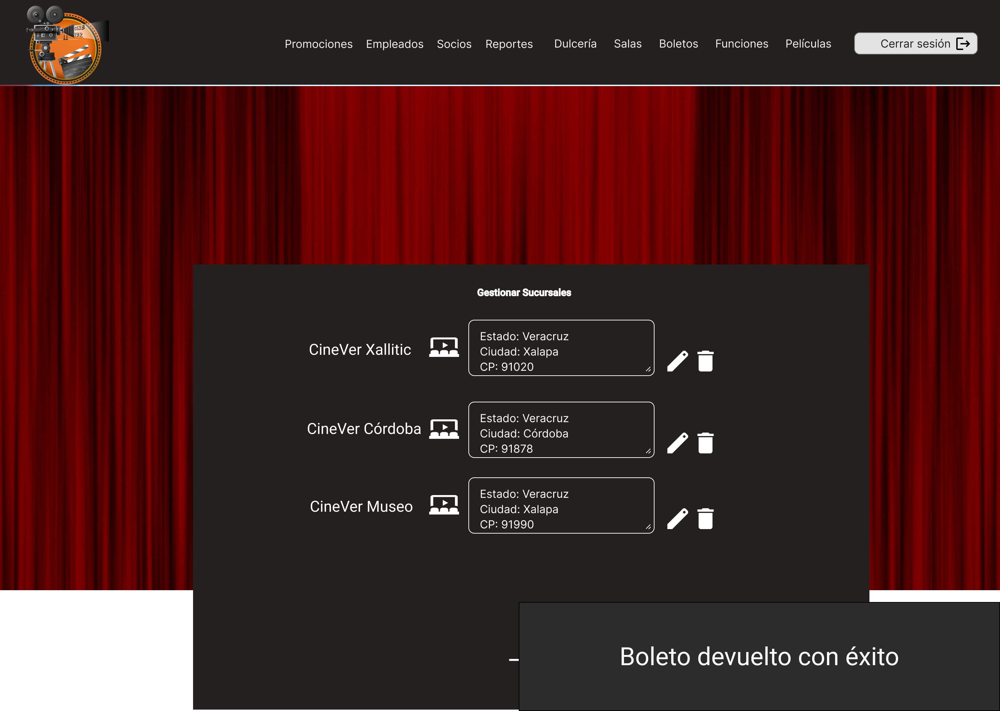 CINE
VER
Promociones Empleados Socios Reportes Dulcería Salas Boletos Funciones Películas Cerrar sesión
Gestionar Sucursales
CineVer Xallitic
Estado: Veracruz
Ciudad: Xalapa
CP: 91020
CineVer Córdoba
Estado: Veracruz
Ciudad: Córdoba
CP: 91878
CineVer Museo
Estado: Veracruz
Ciudad: Xalapa
CP: 91990
Boleto devuelto con éxito